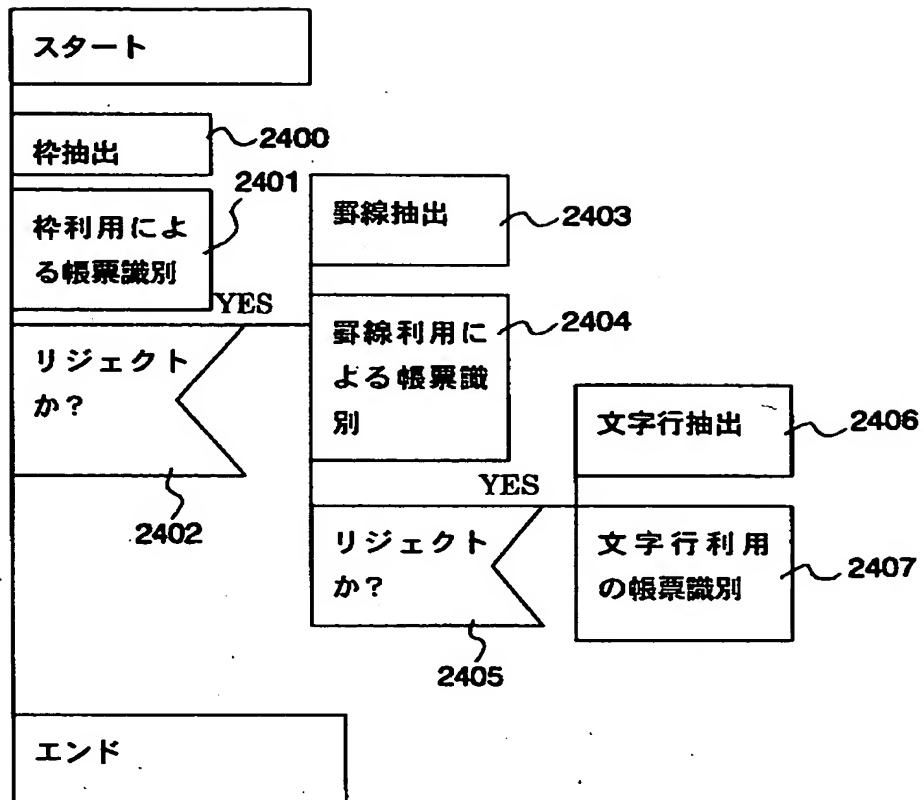 スタート
枠抽出
2400
2401
枠利用によ
る帳票識別
YES
リジェクト
か?
2402
罫線抽出
2403
罫線利用に
よる帳票識
別
2404
YES
リジェクト
か?
2405
文字行抽出
2406
文字行利用
の帳票識別
2407
エンド